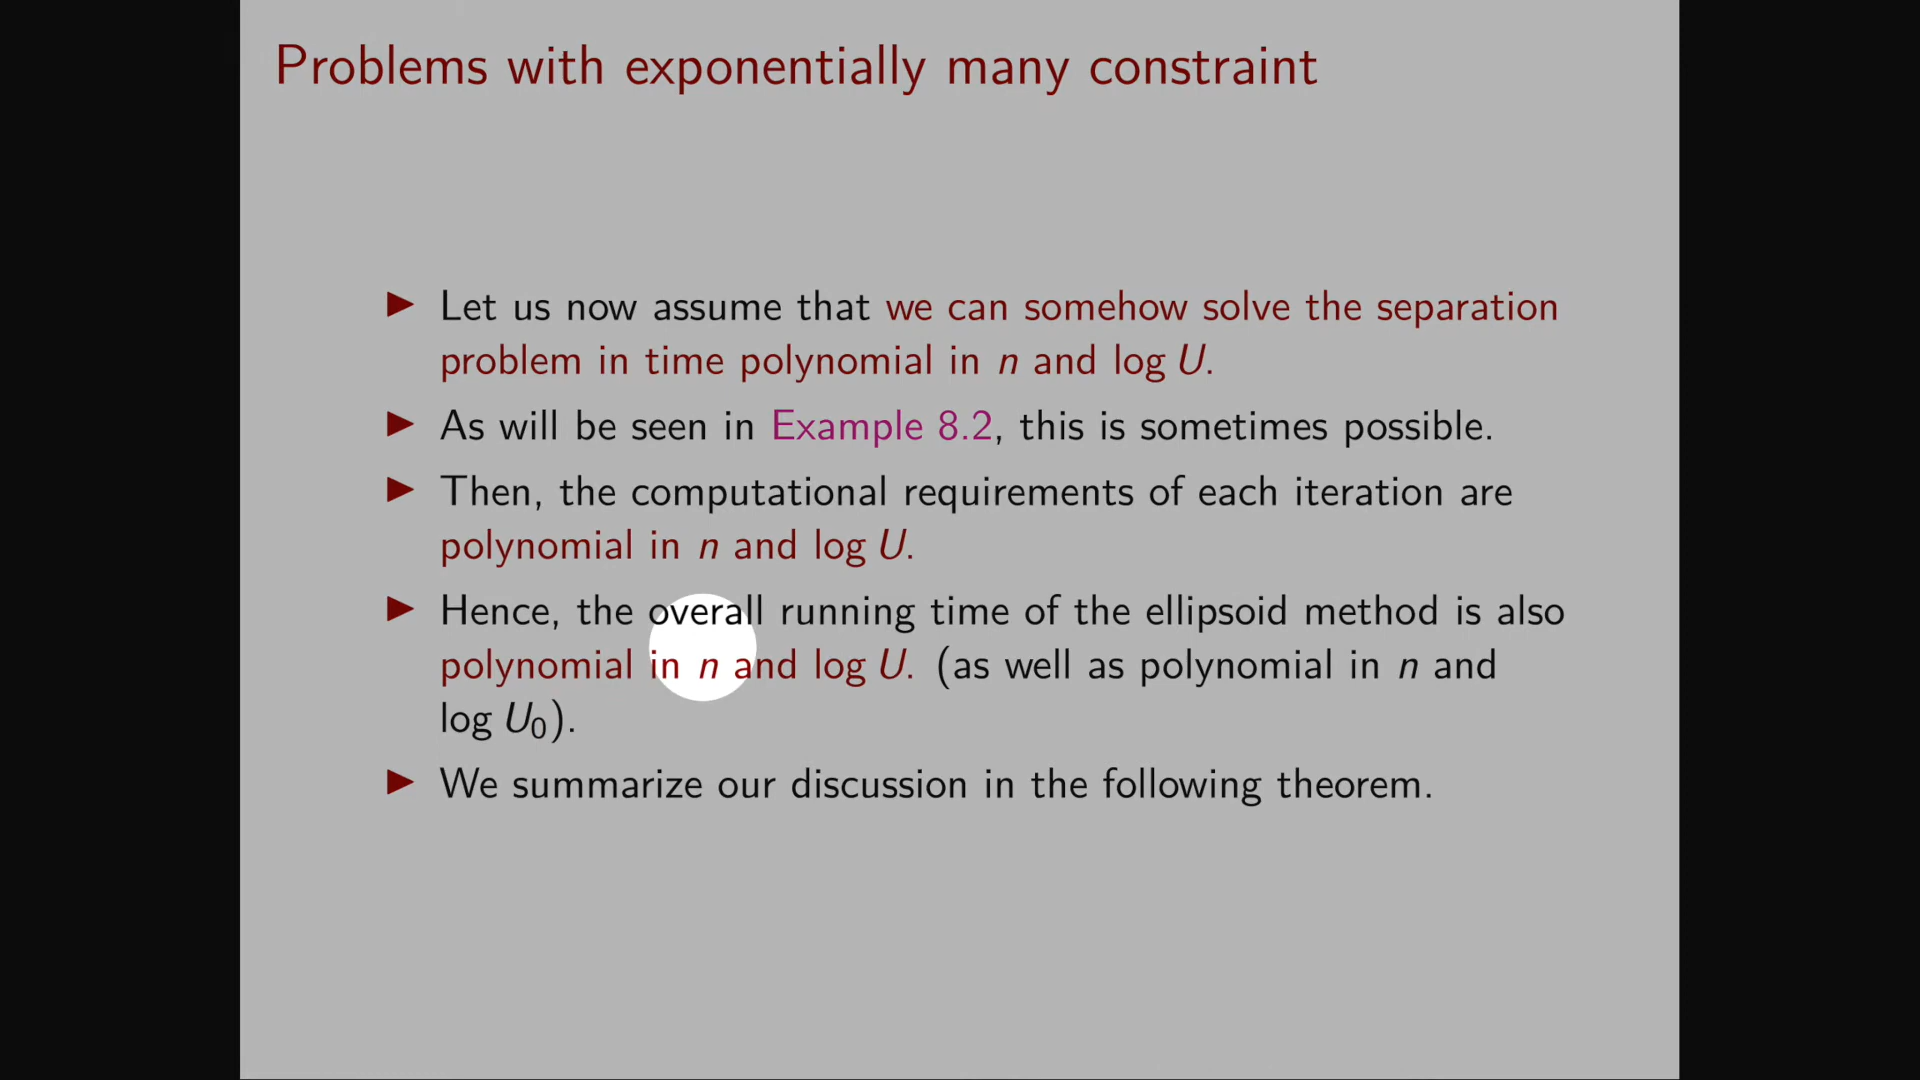 Problems with exponentially many constraint
▶ Let us now assume that we can somehow solve the separation
problem in time polynomial in n and log U.
▶ As will be seen in Example 8.2, this is sometimes possible.
▶ Then, the computational requirements of each iteration are
polynomial in n and log U.
▶ Hence, the overall running time of the ellipsoid method is also
polynomial in n and log U. (as well as polynomial in n and
log U₀).
▶ We summarize our discussion in the following theorem.